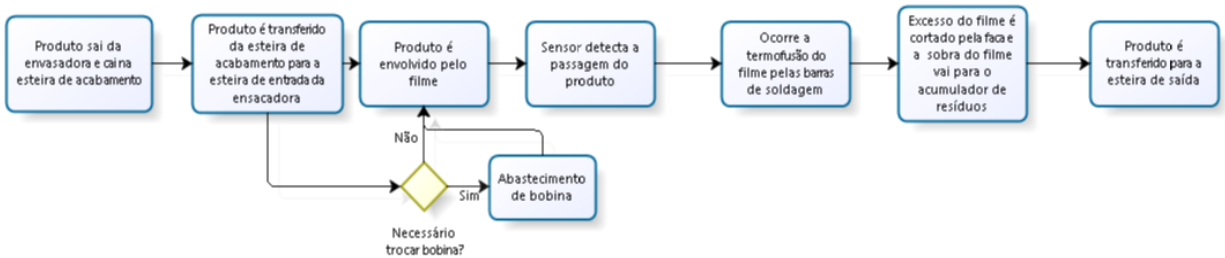 Produto sai da
envasadora e cai na
esteira de acabamento
Produto é transferido
da esteira de
acabamento para a
esteira de entrada da
ensacadora
Produto é
envolvido pelo
filme
Sensor detecta a
passagem do
produto
Ocorre a
termofusão do
filme pelas barras
de soldagem
Excesso do filme é
cortado pela faca e
a sobra do filme
vai para o
acumulador de
resíduos
Produto é
transferido para a
esteira de saída
Não
Sim
Abastecimento
de bobina
Necessário
trocar bobina?